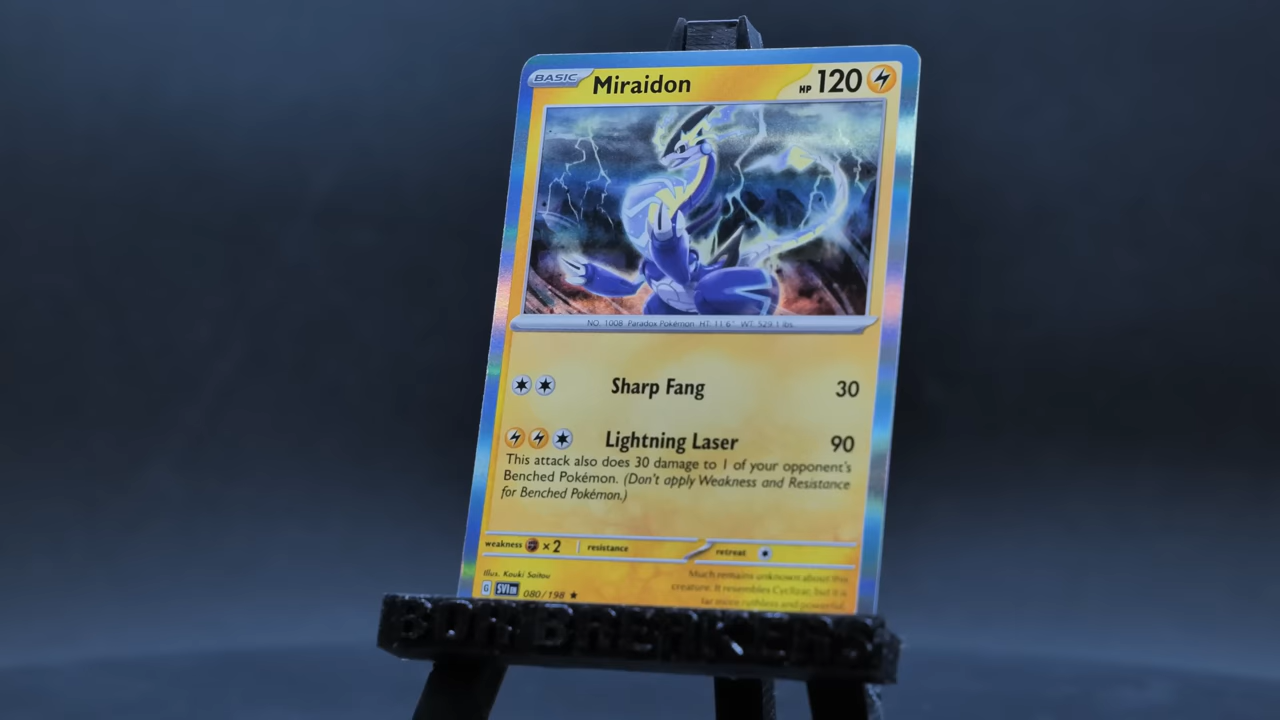 BASIC Miraidon HP 120
NO. 1008 Paradox Pokémon HT: 11'6" WT: 529.1 lbs.
Sharp Fang 30
Lightning Laser 90
This attack also does 30 damage to 1 of your opponent's
Benched Pokémon. (Don't apply Weakness and Resistance
for Benched Pokémon.)
weakness ×2 resistance retreat
Illus. Kouki Saitou
G SVI EN 080/198 ★
Much remains unknown about this
creature. It resembles Cyclizar, but it is
far more ruthless and powerful.
BREAKERS